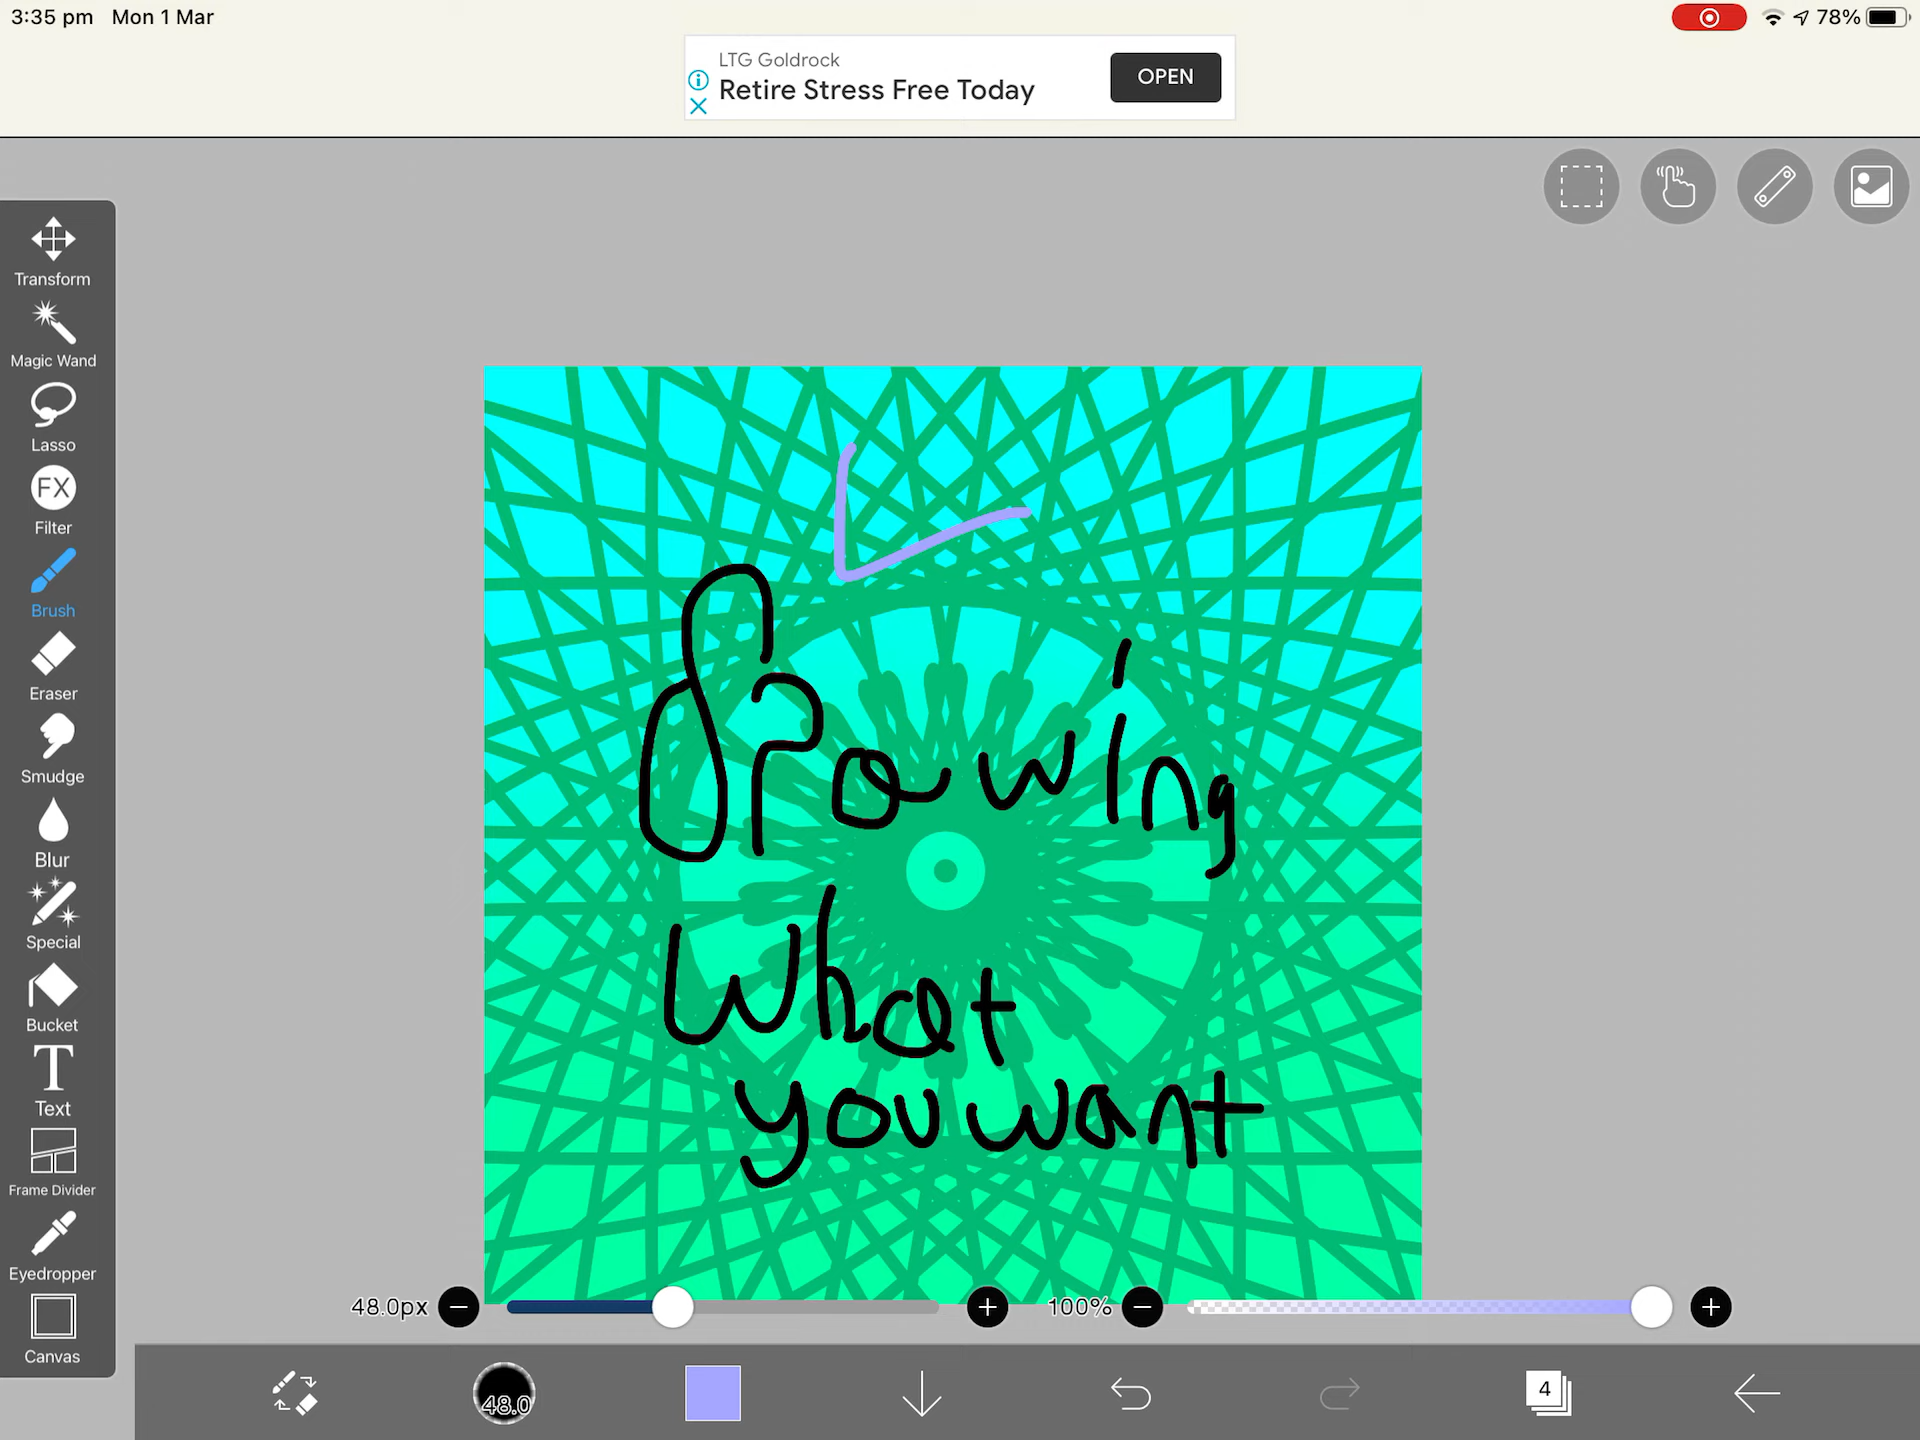 3:35 pm Mon 1 Mar 78%
LTG Goldrock
Retire Stress Free Today
OPEN
Transform
Magic Wand
Lasso
FX
Filter
Brush
Eraser
Smudge
Blur
Special
Bucket
T
Text
Frame Divider
Eyedropper
Canvas
Drawing
What
you want
48.0px 100%
48.0 4